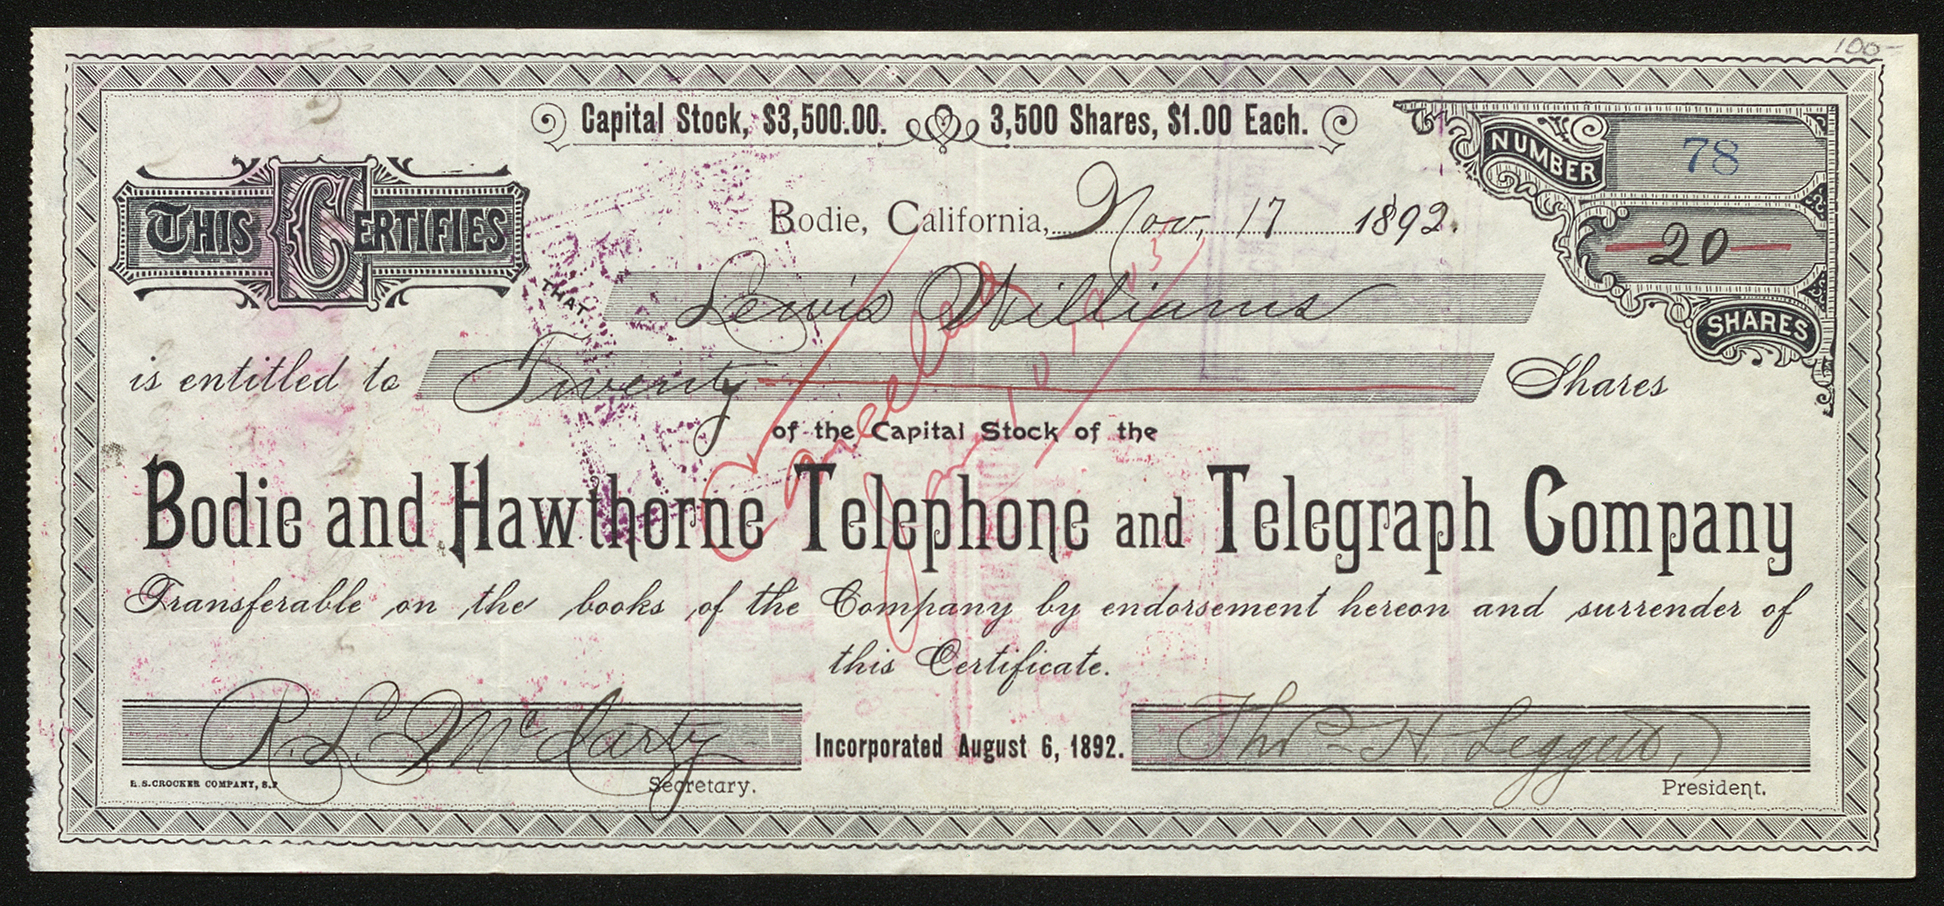 100-
Capital Stock, $3,500.00. 3,500 Shares, $1.00 Each.
NUMBER 78
THIS CERTIFIES
Bodie, California, Nov. 17 1892.
20
SHARES
THAT Lewis Williams
is entitled to Twenty Shares
Cancelled
of the Capital Stock of the
Bodie and Hawthorne Telephone and Telegraph Company
Transferable on the books of the Company by endorsement hereon and surrender of
this Certificate.
P. L. McCarty
Incorporated August 6, 1892.
Thos. H. Leggett,
H.S. CROCKER COMPANY, S.F.
Secretary.
President.